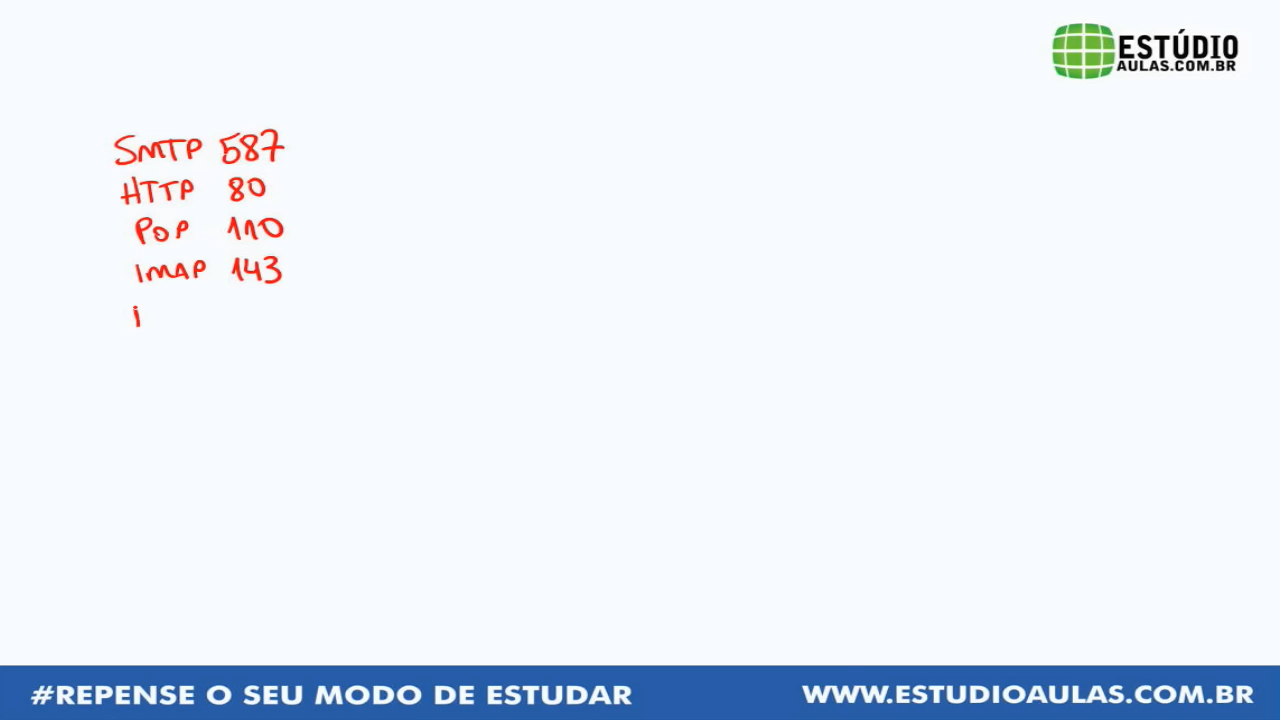 ESTÚDIO
AULAS.COM.BR
SMTP 587
HTTP 80
POP 110
IMAP 143
i
#REPENSE O SEU MODO DE ESTUDAR
WWW.ESTUDIOAULAS.COM.BR